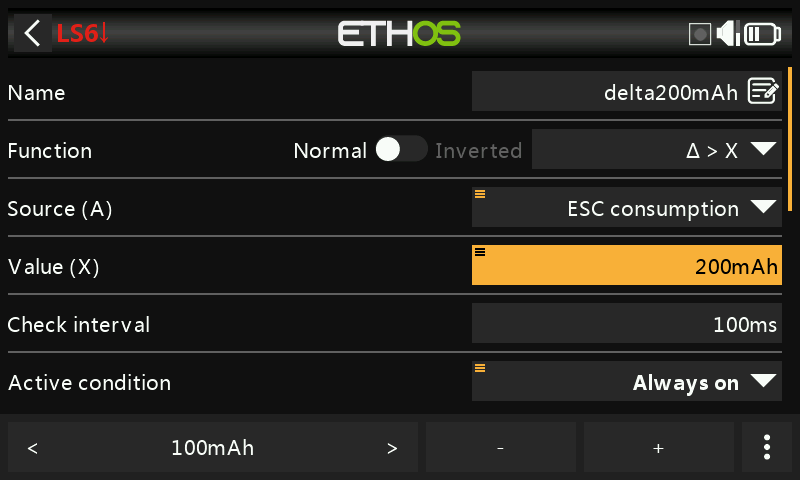 LS6↓ ETHOS
Name delta200mAh
Function Normal Inverted Δ > X
Source (A) ESC consumption
Value (X) 200mAh
Check interval 100ms
Active condition Always on
< 100mAh > - +